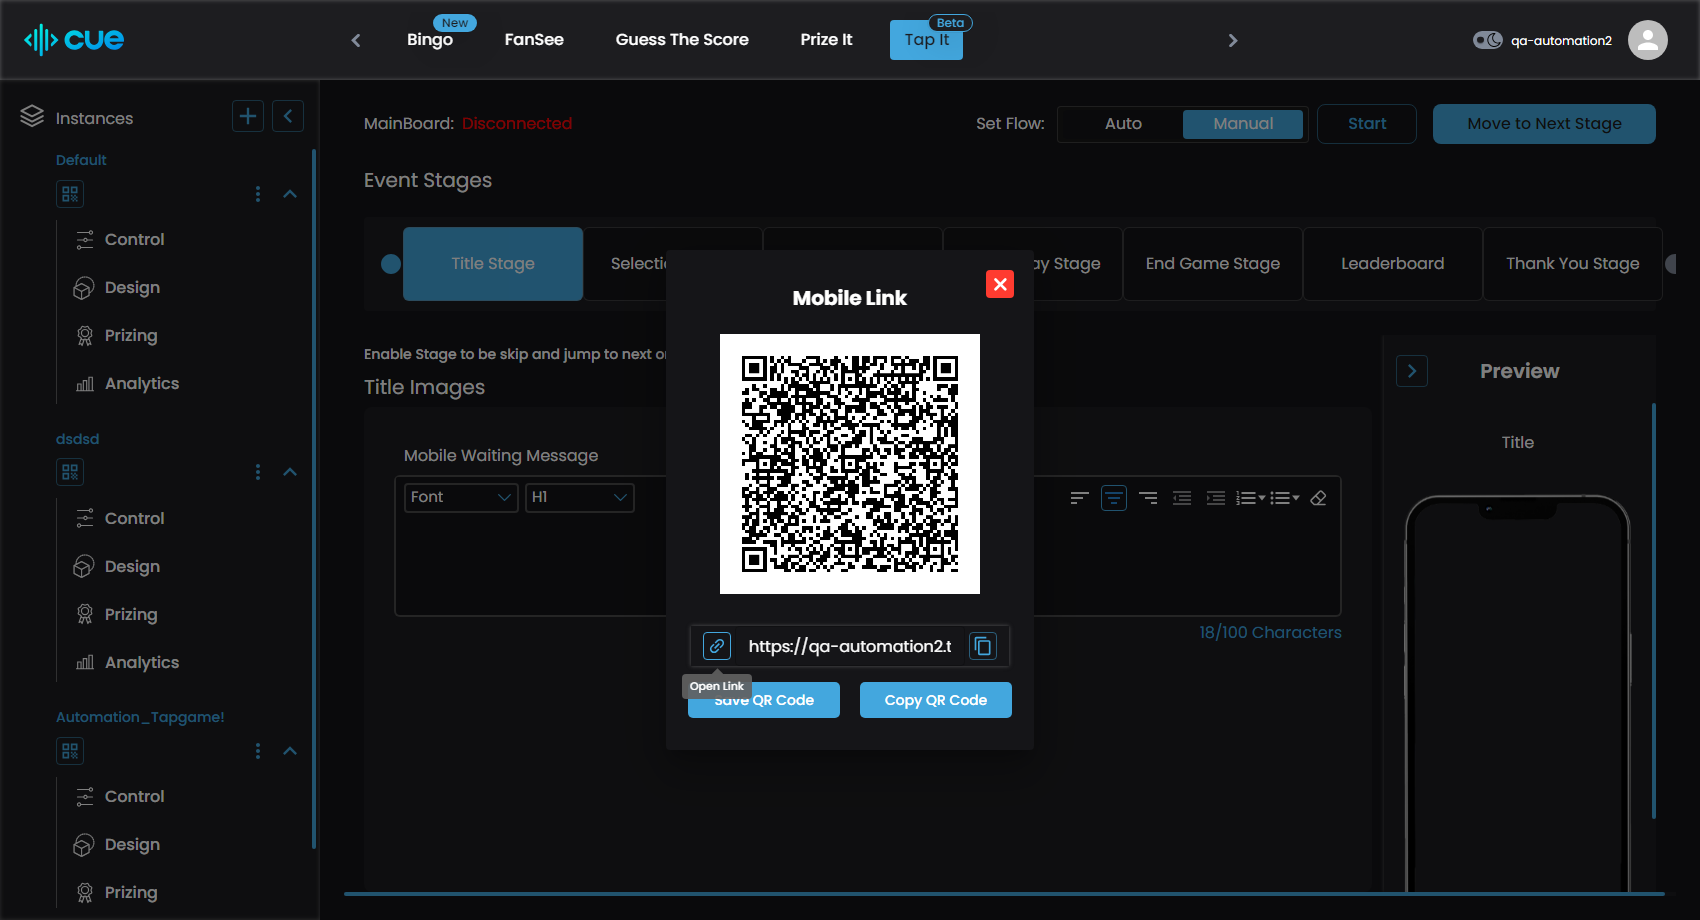 cue
Bingo
New
FanSee
Guess The Score
Prize It
Tap It
Beta
qa-automation2
Instances
Default
Control
Design
Prizing
Analytics
dsdsd
Control
Design
Prizing
Analytics
Automation_Tapgame!
Control
Design
Prizing
MainBoard: Disconnected
Set Flow:
Auto
Manual
Start
Move to Next Stage
Event Stages
Title Stage
Selectio
ay Stage
End Game Stage
Leaderboard
Thank You Stage
Enable Stage to be skip and jump to next o
Title Images
Mobile Waiting Message
Font
H1
18/100 Characters
Preview
Title
Mobile Link
https://qa-automation2.t
Open Link
Save QR Code
Copy QR Code